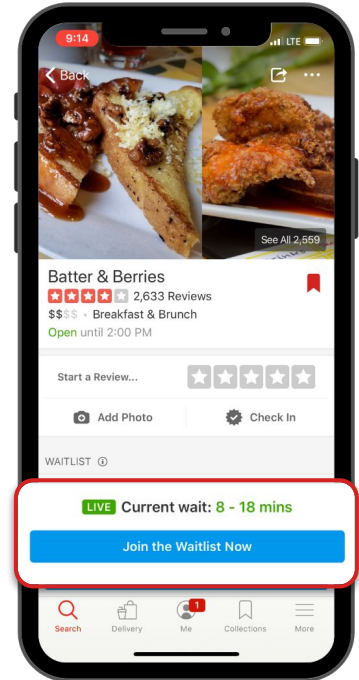 9:14
LTE
Back
See All 2,559
Batter & Berries
2,633 Reviews
$$$$ • Breakfast & Brunch
Open until 2:00 PM
Start a Review...
Add Photo
Check In
WAITLIST
LIVE Current wait: 8 - 18 mins
Join the Waitlist Now
1
Search Delivery Me Collections More